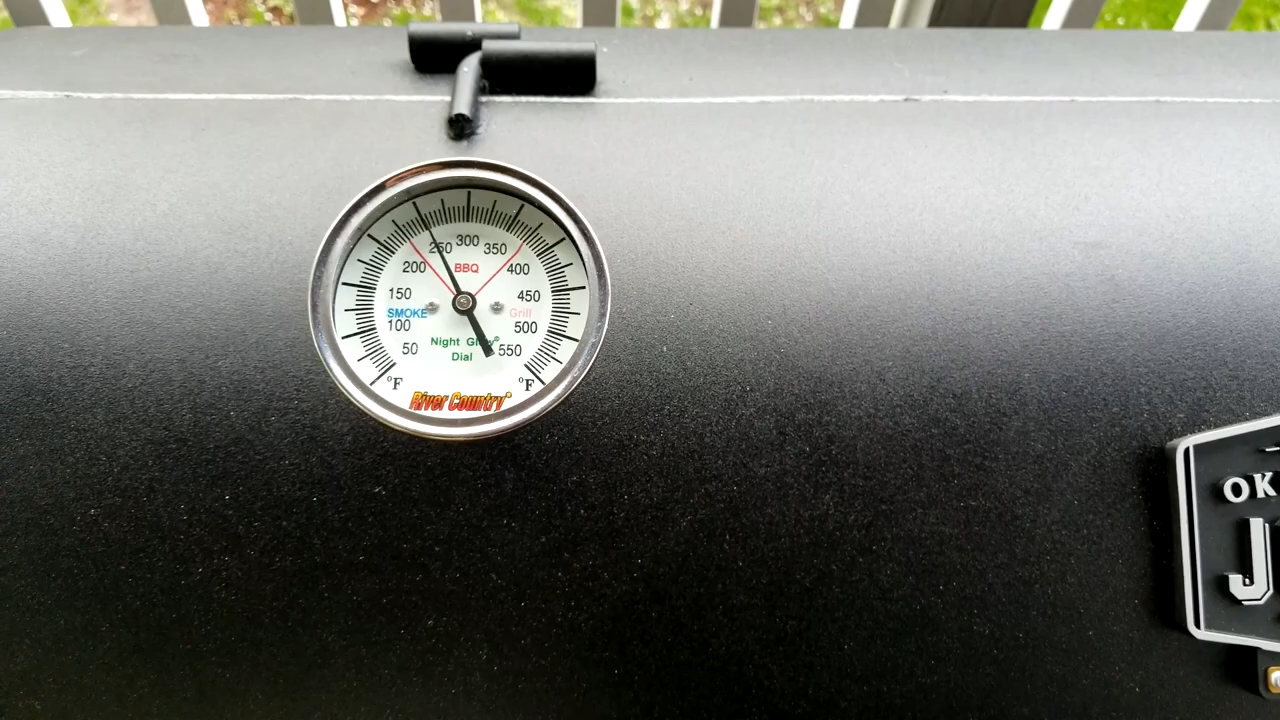 250 300 350
200 BBQ 400
150 450
SMOKE Grill
100 500
Night Gl w®
50 Dial 550
°F °F
River Country
OK
J